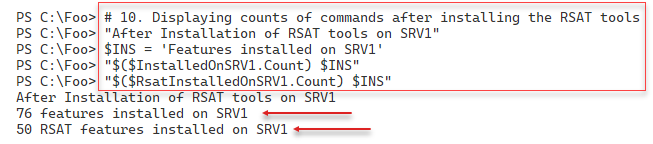 PS C:\Foo> # 10. Displaying counts of commands after installing the RSAT tools
PS C:\Foo> "After Installation of RSAT tools on SRV1"
PS C:\Foo> $INS = 'Features installed on SRV1'
PS C:\Foo> "$($InstalledOnSRV1.Count) $INS"
PS C:\Foo> "$($RsatInstalledOnSRV1.Count) $INS"
After Installation of RSAT tools on SRV1
76 features installed on SRV1
50 RSAT features installed on SRV1